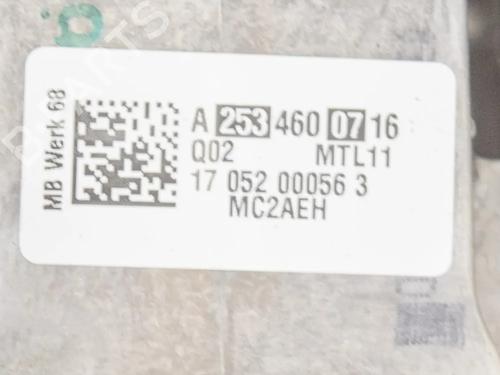 MB Werk 68
A 253 460 07 16
Q02 MTL11
17 052 00056 3
MC2AEH